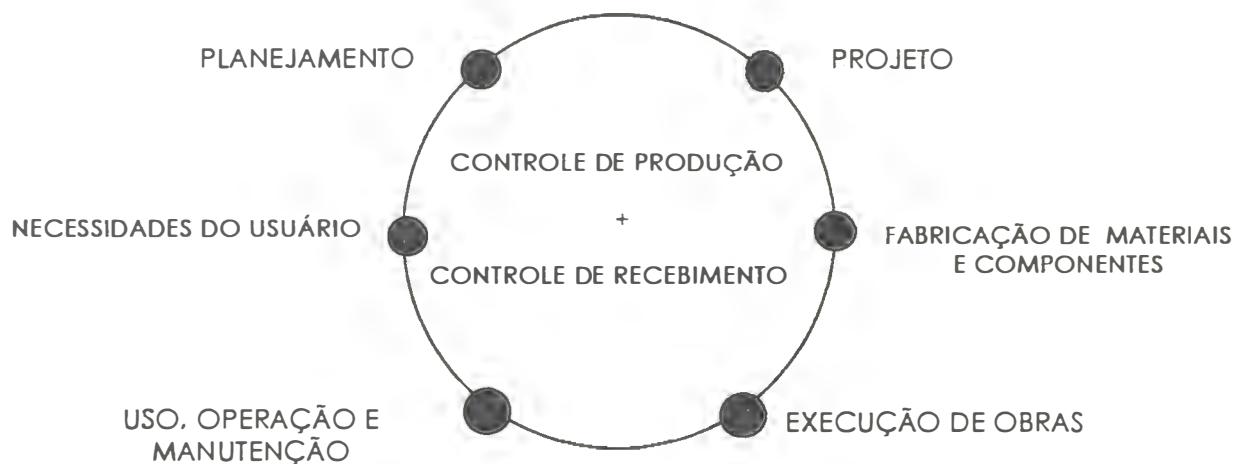 PLANEJAMENTO
PROJETO
CONTROLE DE PRODUÇÃO
+
CONTROLE DE RECEBIMENTO
NECESSIDADES DO USUÁRIO
FABRICAÇÃO DE MATERIAIS
E COMPONENTES
USO, OPERAÇÃO E
MANUTENÇÃO
EXECUÇÃO DE OBRAS